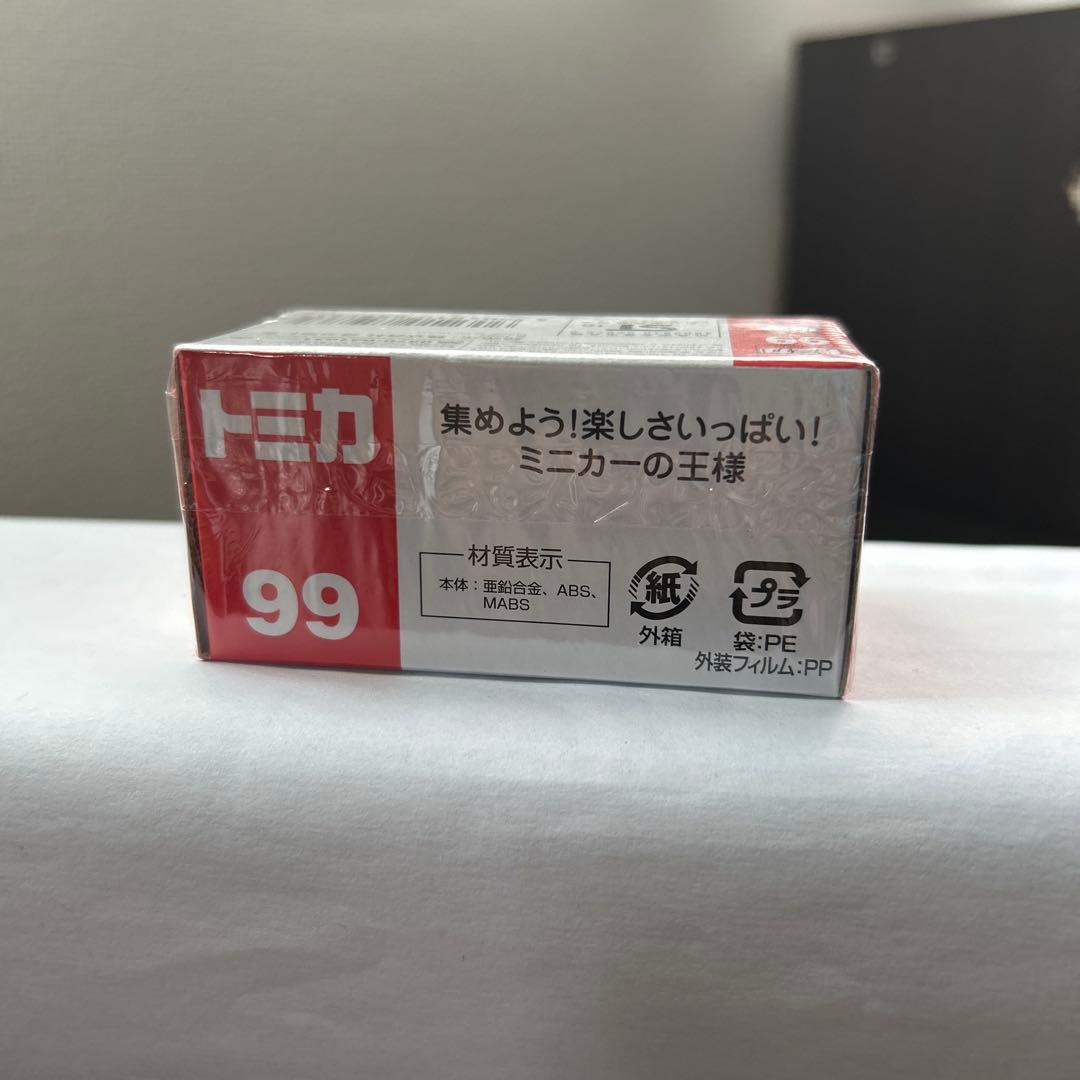 トミカ
99
集めよう!楽しさいっぱい!
ミニカーの王様
材質表示
本体:亜鉛合金、ABS、
MABS
紙
外箱
プラ
袋:PE
外装フィルム:PP
99